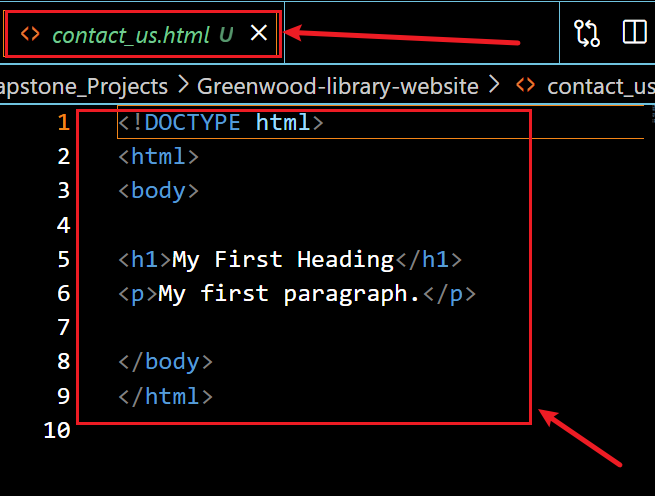 <> contact_us.html U ×
apstone_Projects > Greenwood-library-website > <> contact_us
1 <!DOCTYPE html>
2 <html>
3 <body>
4
5 <h1>My First Heading</h1>
6 <p>My first paragraph.</p>
7
8 </body>
9 </html>
10